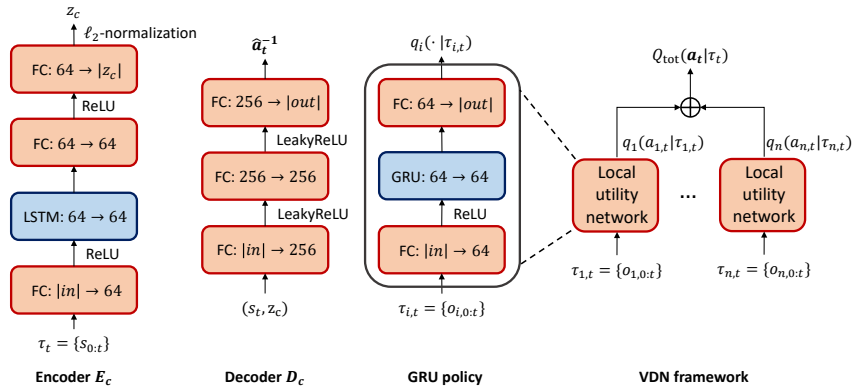 z_c
ℓ₂-normalization
FC: 64 → |z_c|
ReLU
FC: 64 → 64
LSTM: 64 → 64
ReLU
FC: |in| → 64
τ_t = {s_{0:t}}
Encoder E_c
â_t^{-1}
FC: 256 → |out|
LeakyReLU
FC: 256 → 256
LeakyReLU
FC: |in| → 256
(s_t, z_c)
Decoder D_c
q_i(· |τ_{i,t})
FC: 64 → |out|
GRU: 64 → 64
ReLU
FC: |in| → 64
τ_{i,t} = {o_{i,0:t}}
GRU policy
Q_tot(a_t|τ_t)
q_1(a_{1,t}|τ_{1,t})
q_n(a_{n,t}|τ_{n,t})
Local
utility
network
...
Local
utility
network
τ_{1,t} = {o_{1,0:t}}
τ_{n,t} = {o_{n,0:t}}
VDN framework